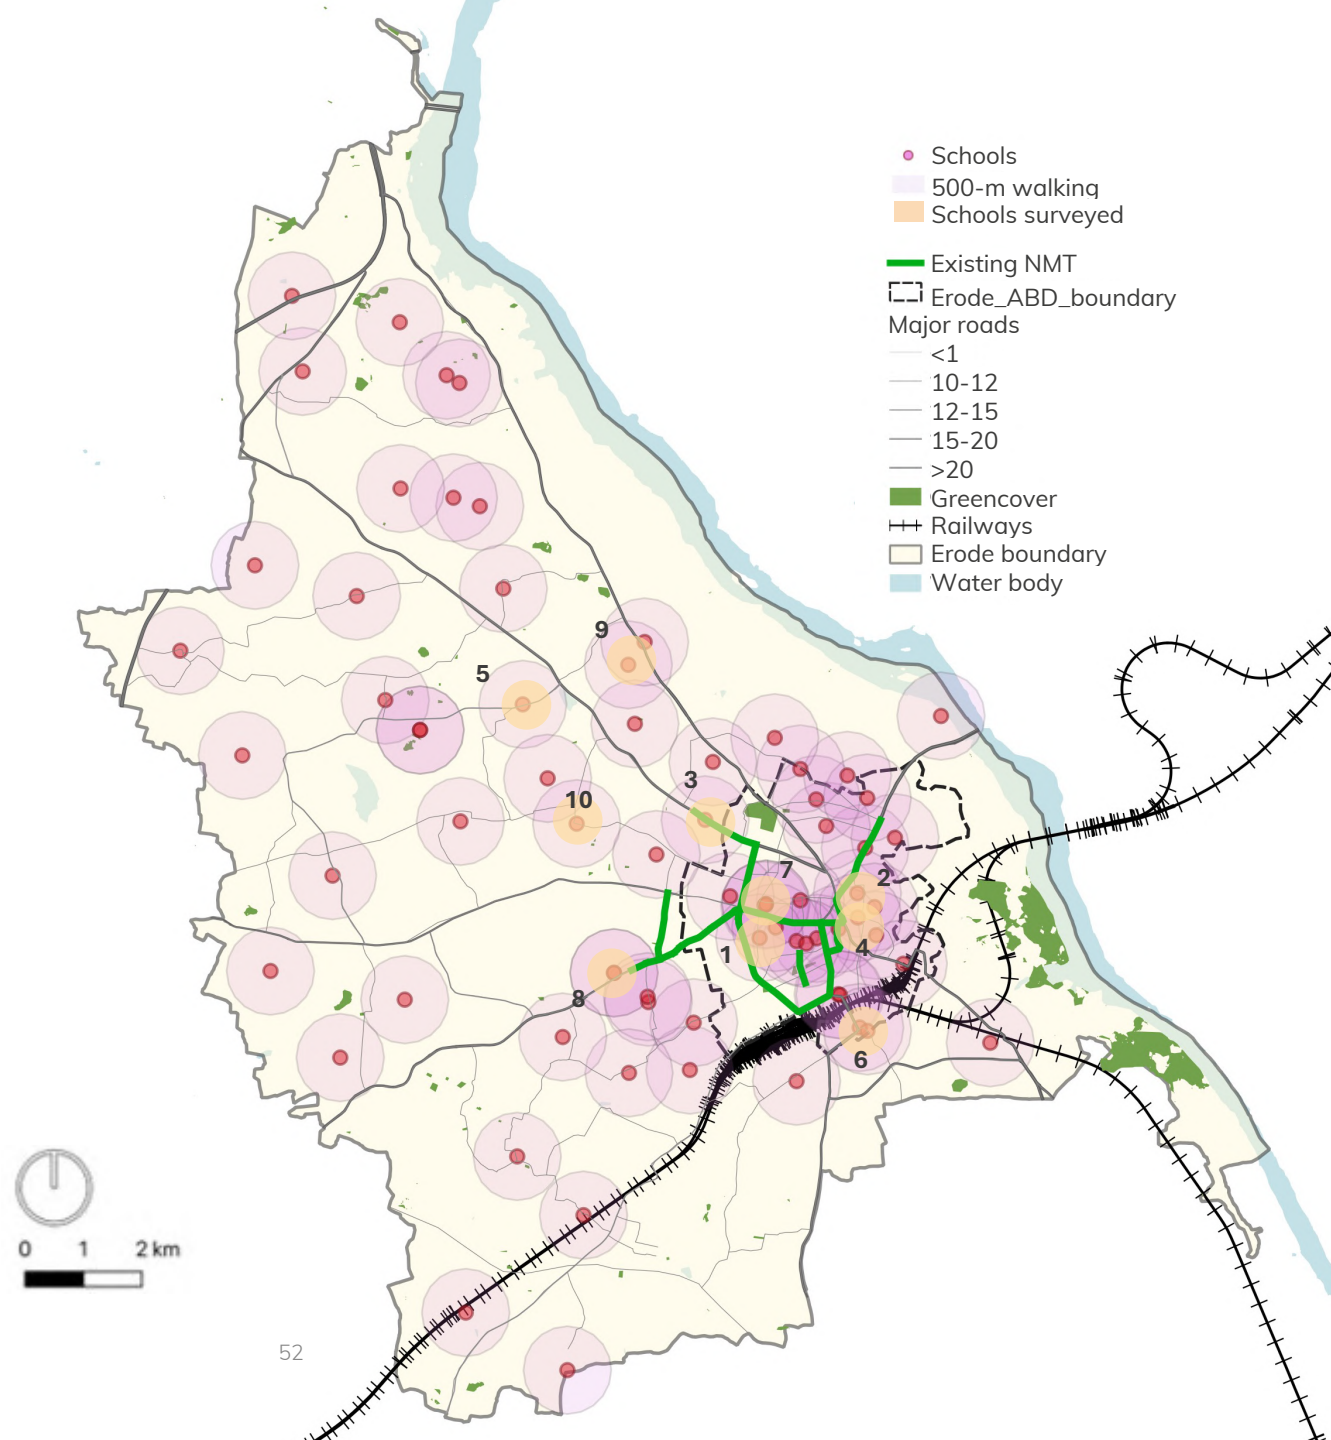 Schools
500-m walking
Schools surveyed
Existing NMT
Erode_ABD_boundary
Major roads
<1
10-12
12-15
15-20
>20
Greencover
Railways
Erode boundary
Water body
9
5
3
10
7
2
1
4
8
6
0 1 2 km
52